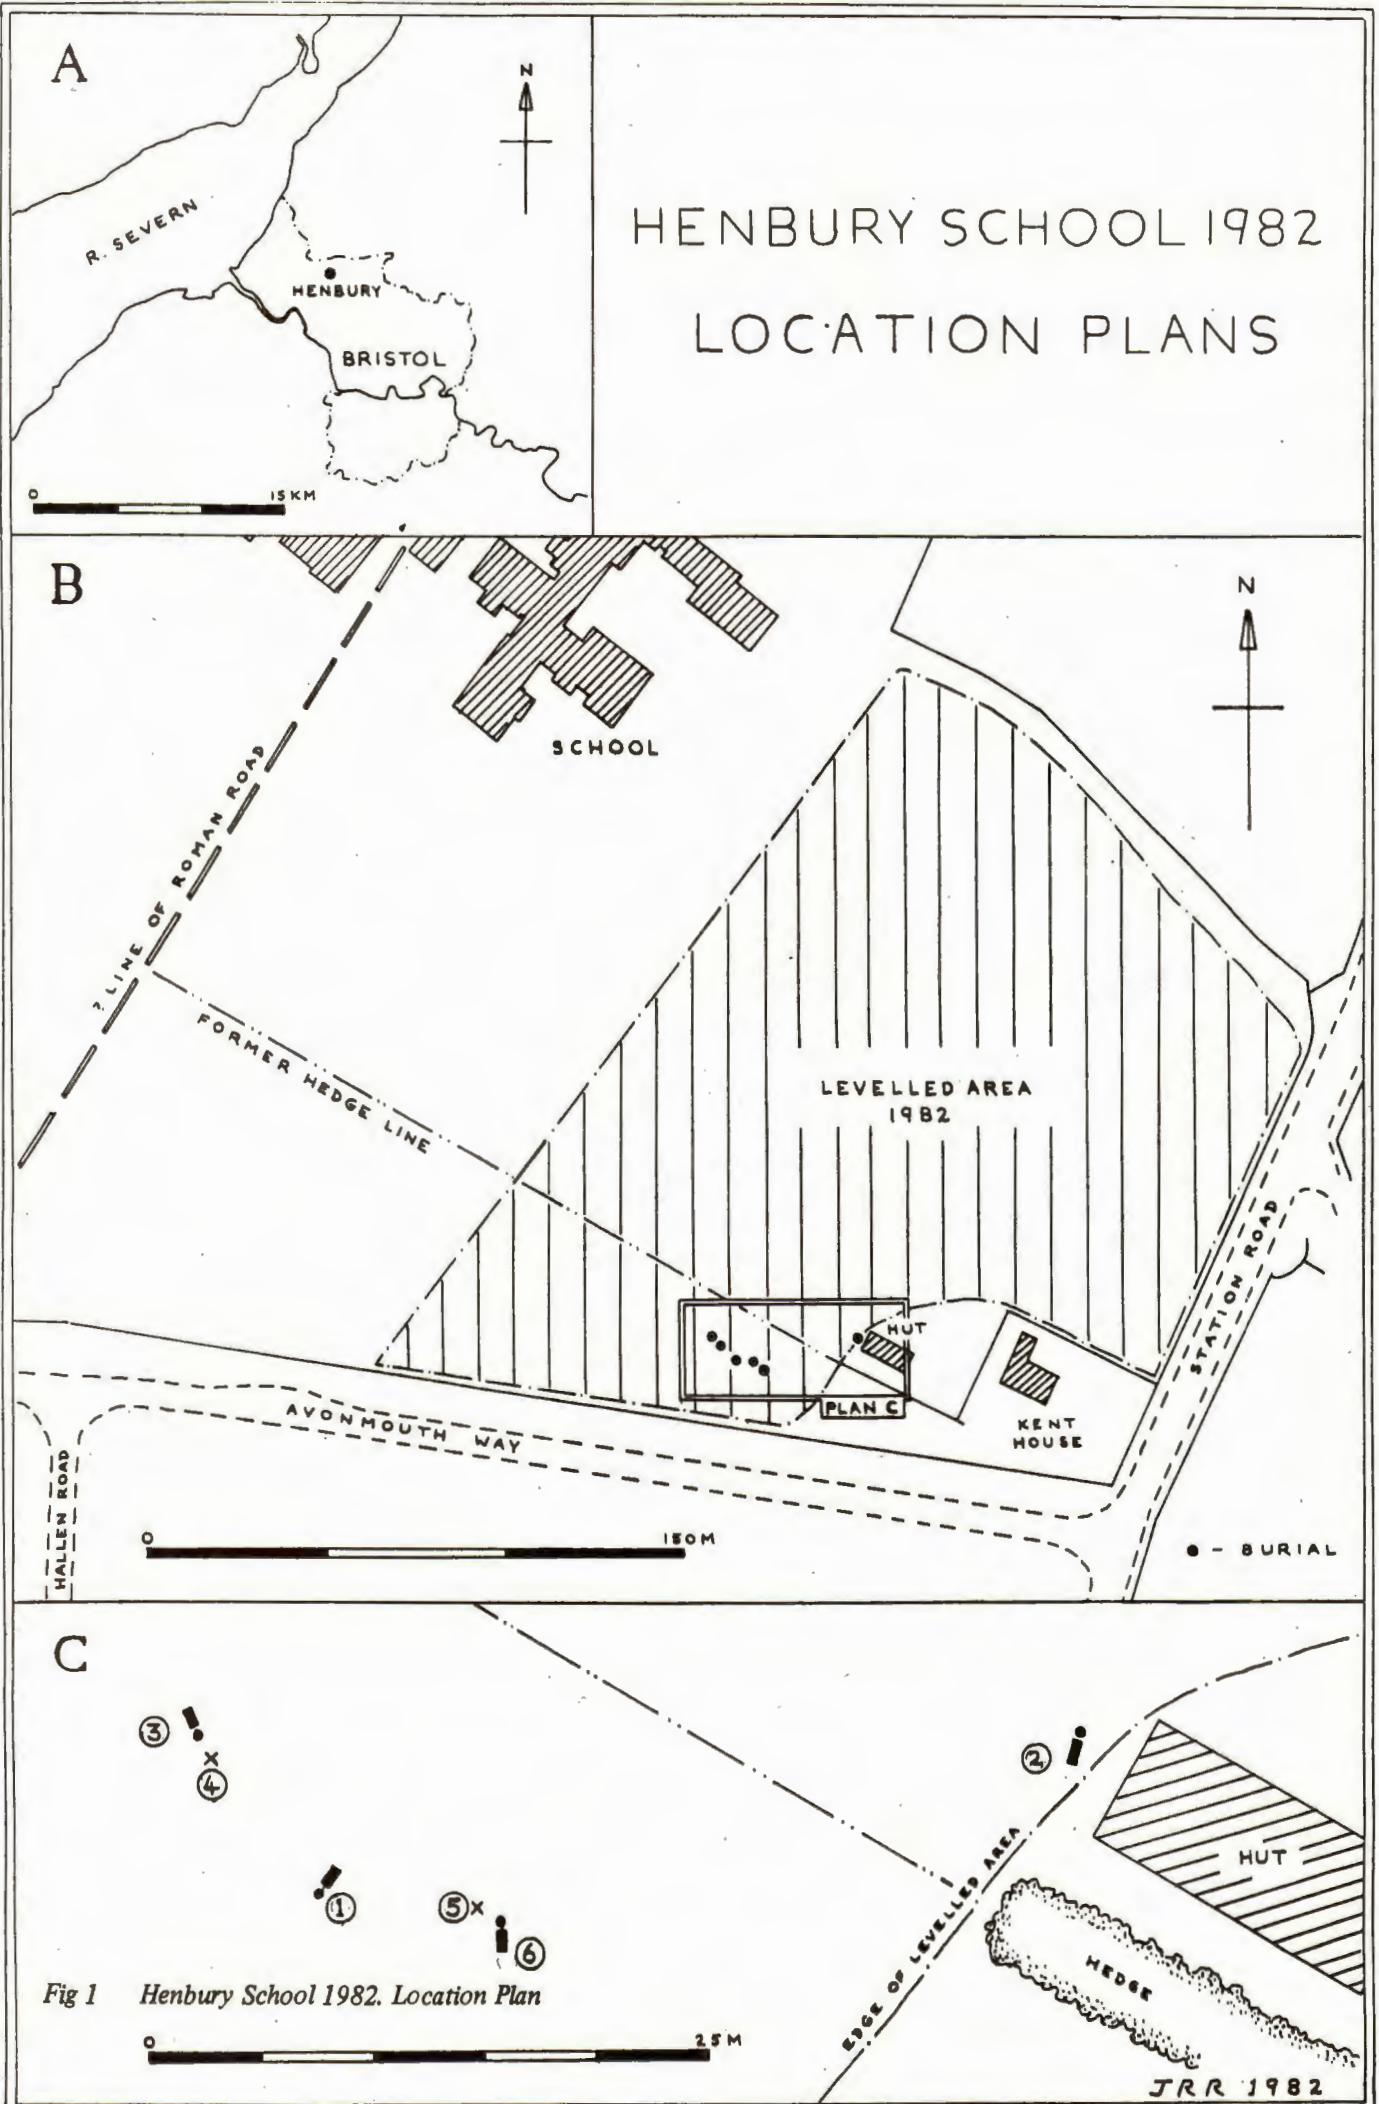 A
N
R. SEVERN
HENBURY
BRISTOL
0 15 KM
HENBURY SCHOOL 1982
LOCATION PLANS
B
N
SCHOOL
? LINE OF ROMAN ROAD
FORMER HEDGE LINE
LEVELLED AREA
1982
STATION ROAD
HUT
PLAN C
KENT
HOUSE
AVONMOUTH WAY
HALLEN ROAD
0 150M
● - BURIAL
C
3
4
2
1
5
6
HUT
EDGE OF LEVELLED AREA
HEDGE
Fig 1 Henbury School 1982. Location Plan
0 25M
JRR 1982